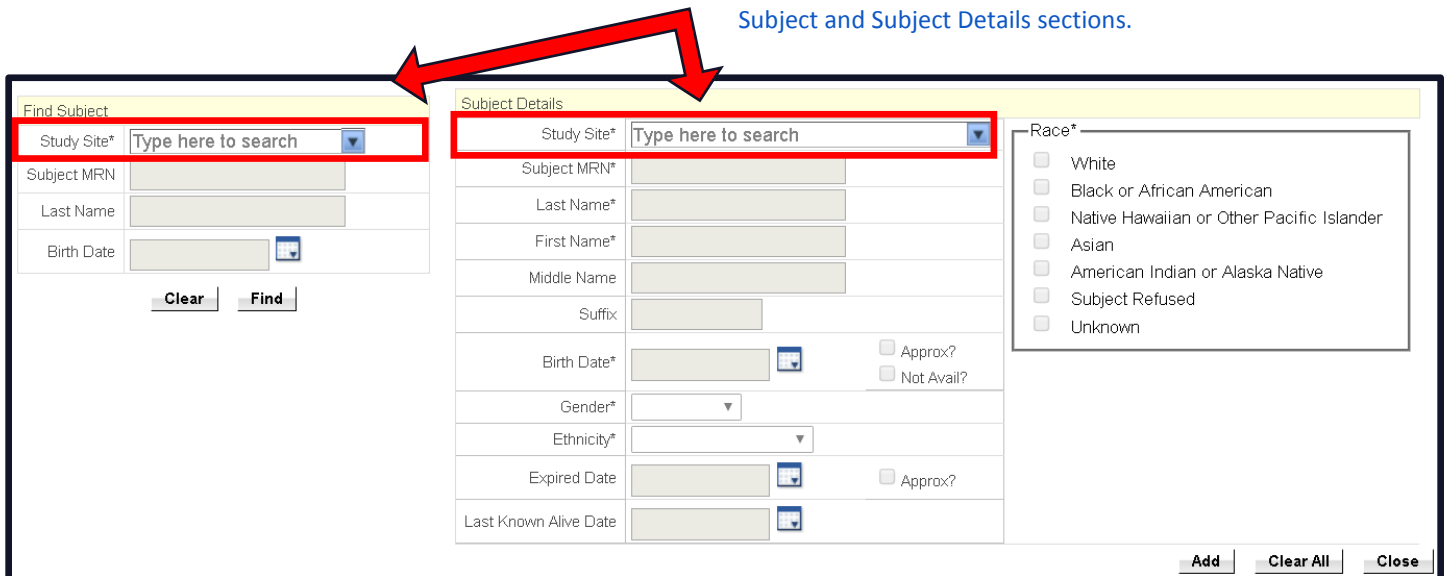 Subject and Subject Details sections.
Find Subject
Study Site* Type here to search
Subject MRN
Last Name
Birth Date
Clear Find
Subject Details
Study Site* Type here to search
Subject MRN*
Last Name*
First Name*
Middle Name
Suffix
Birth Date* Approx?
Not Avail?
Gender*
Ethnicity*
Expired Date Approx?
Last Known Alive Date
Race*
White
Black or African American
Native Hawaiian or Other Pacific Islander
Asian
American Indian or Alaska Native
Subject Refused
Unknown
Add Clear All Close